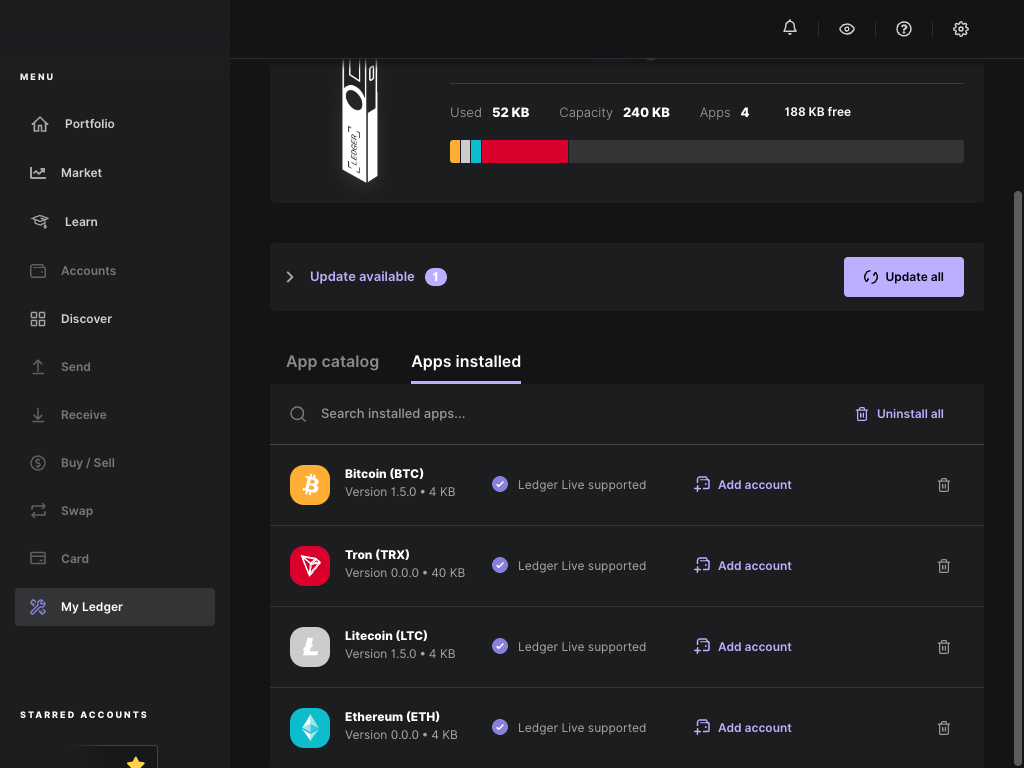 MENU
Portfolio
Market
Learn
Accounts
Discover
Send
Receive
Buy / Sell
Swap
Card
My Ledger
STARRED ACCOUNTS
LEDGER
Used 52 KB Capacity 240 KB Apps 4 188 KB free
Update available 1 Update all
App catalog Apps installed
Search installed apps... Uninstall all
Bitcoin (BTC)
Version 1.5.0 • 4 KB Ledger Live supported Add account
Tron (TRX)
Version 0.0.0 • 40 KB Ledger Live supported Add account
Litecoin (LTC)
Version 1.5.0 • 4 KB Ledger Live supported Add account
Ethereum (ETH)
Version 0.0.0 • 4 KB Ledger Live supported Add account